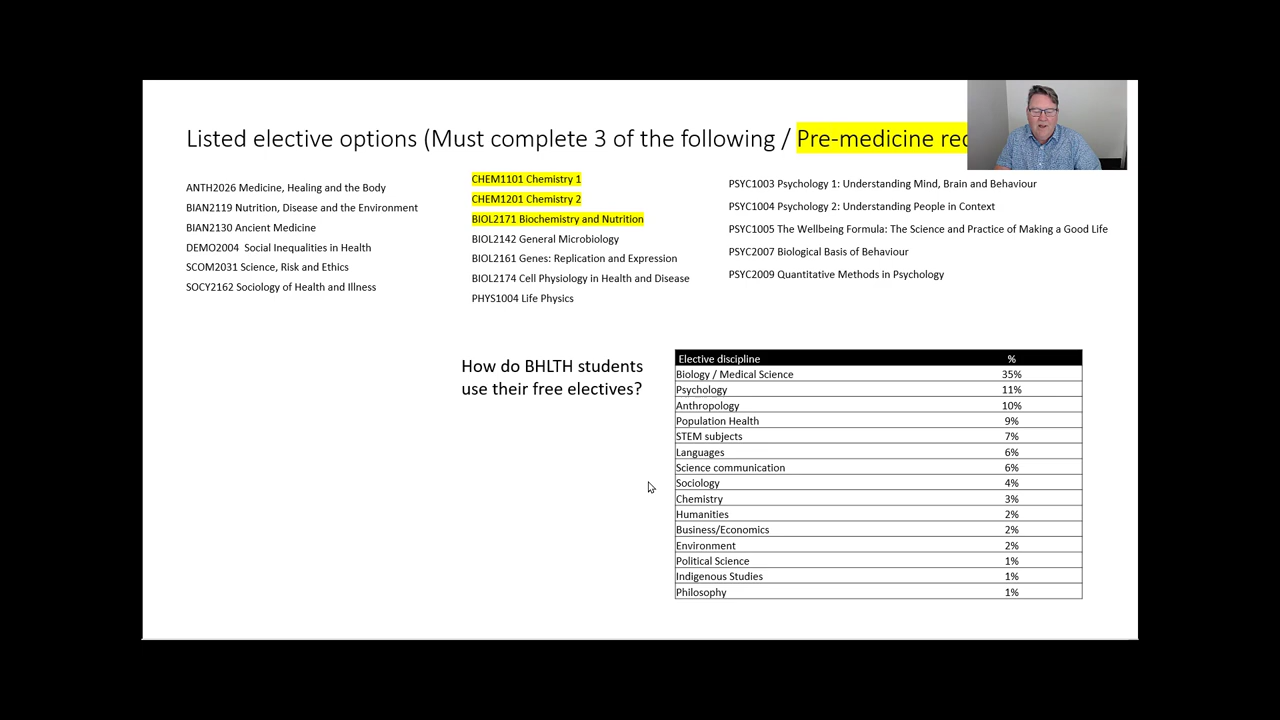 Listed elective options (Must complete 3 of the following / Pre-medicine
ANTH2026 Medicine, Healing and the Body
BIAN2119 Nutrition, Disease and the Environment
BIAN2130 Ancient Medicine
DEMO2004  Social Inequalities in Health
SCOM2031 Science, Risk and Ethics
SOCY2162 Sociology of Health and Illness
CHEM1101 Chemistry 1
CHEM1201 Chemistry 2
BIOL2171 Biochemistry and Nutrition
BIOL2142 General Microbiology
BIOL2161 Genes: Replication and Expression
BIOL2174 Cell Physiology in Health and Disease
PHYS1004 Life Physics
PSYC1003 Psychology 1: Understanding Mind, Brain and Behaviour
PSYC1004 Psychology 2: Understanding People in Context
PSYC1005 The Wellbeing Formula: The Science and Practice of Making a Good Life
PSYC2007 Biological Basis of Behaviour
PSYC2009 Quantitative Methods in Psychology
How do BHLTH students
use their free electives?
Elective discipline %
Biology / Medical Science 35%
Psychology 11%
Anthropology 10%
Population Health 9%
STEM subjects 7%
Languages 6%
Science communication 6%
Sociology 4%
Chemistry 3%
Humanities 2%
Business/Economics 2%
Environment 2%
Political Science 1%
Indigenous Studies 1%
Philosophy 1%